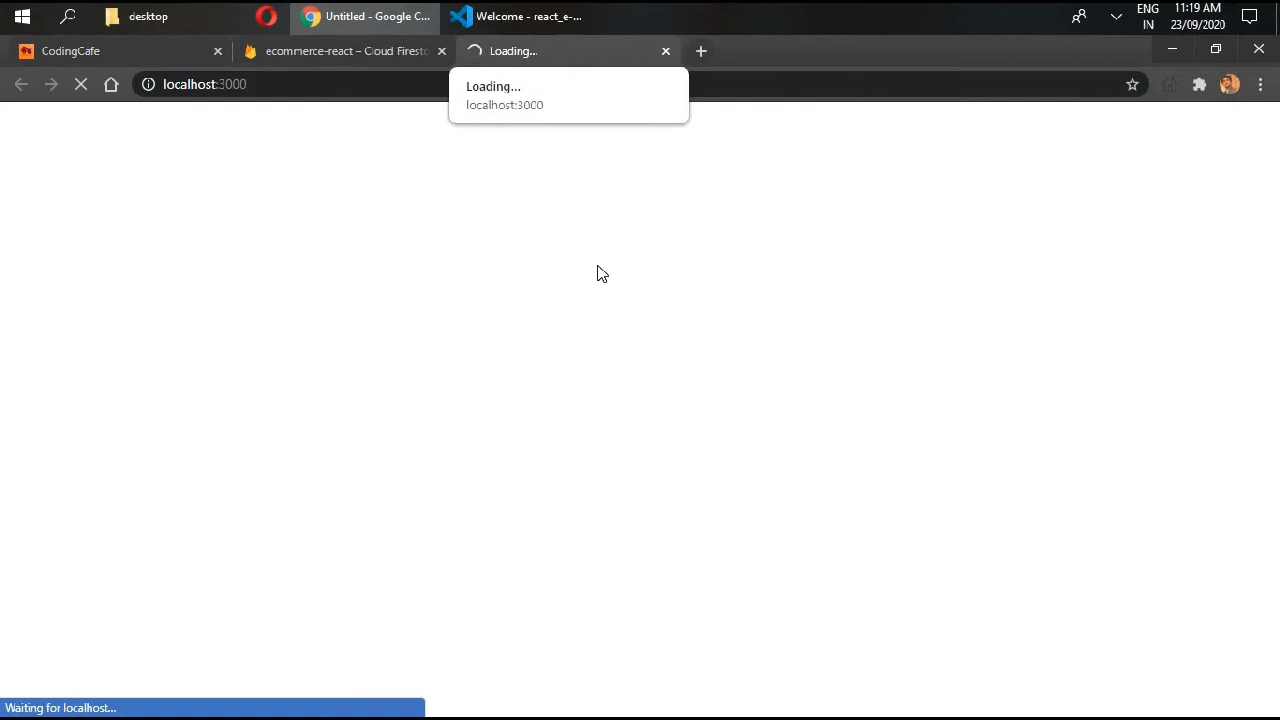 desktop
Untitled - Google C...
Welcome - react_e-...
ENG
IN
11:19 AM
23/09/2020
CodingCafe
ecommerce-react – Cloud Firesto
Loading...
localhost:3000
Loading...
localhost:3000
Waiting for localhost...